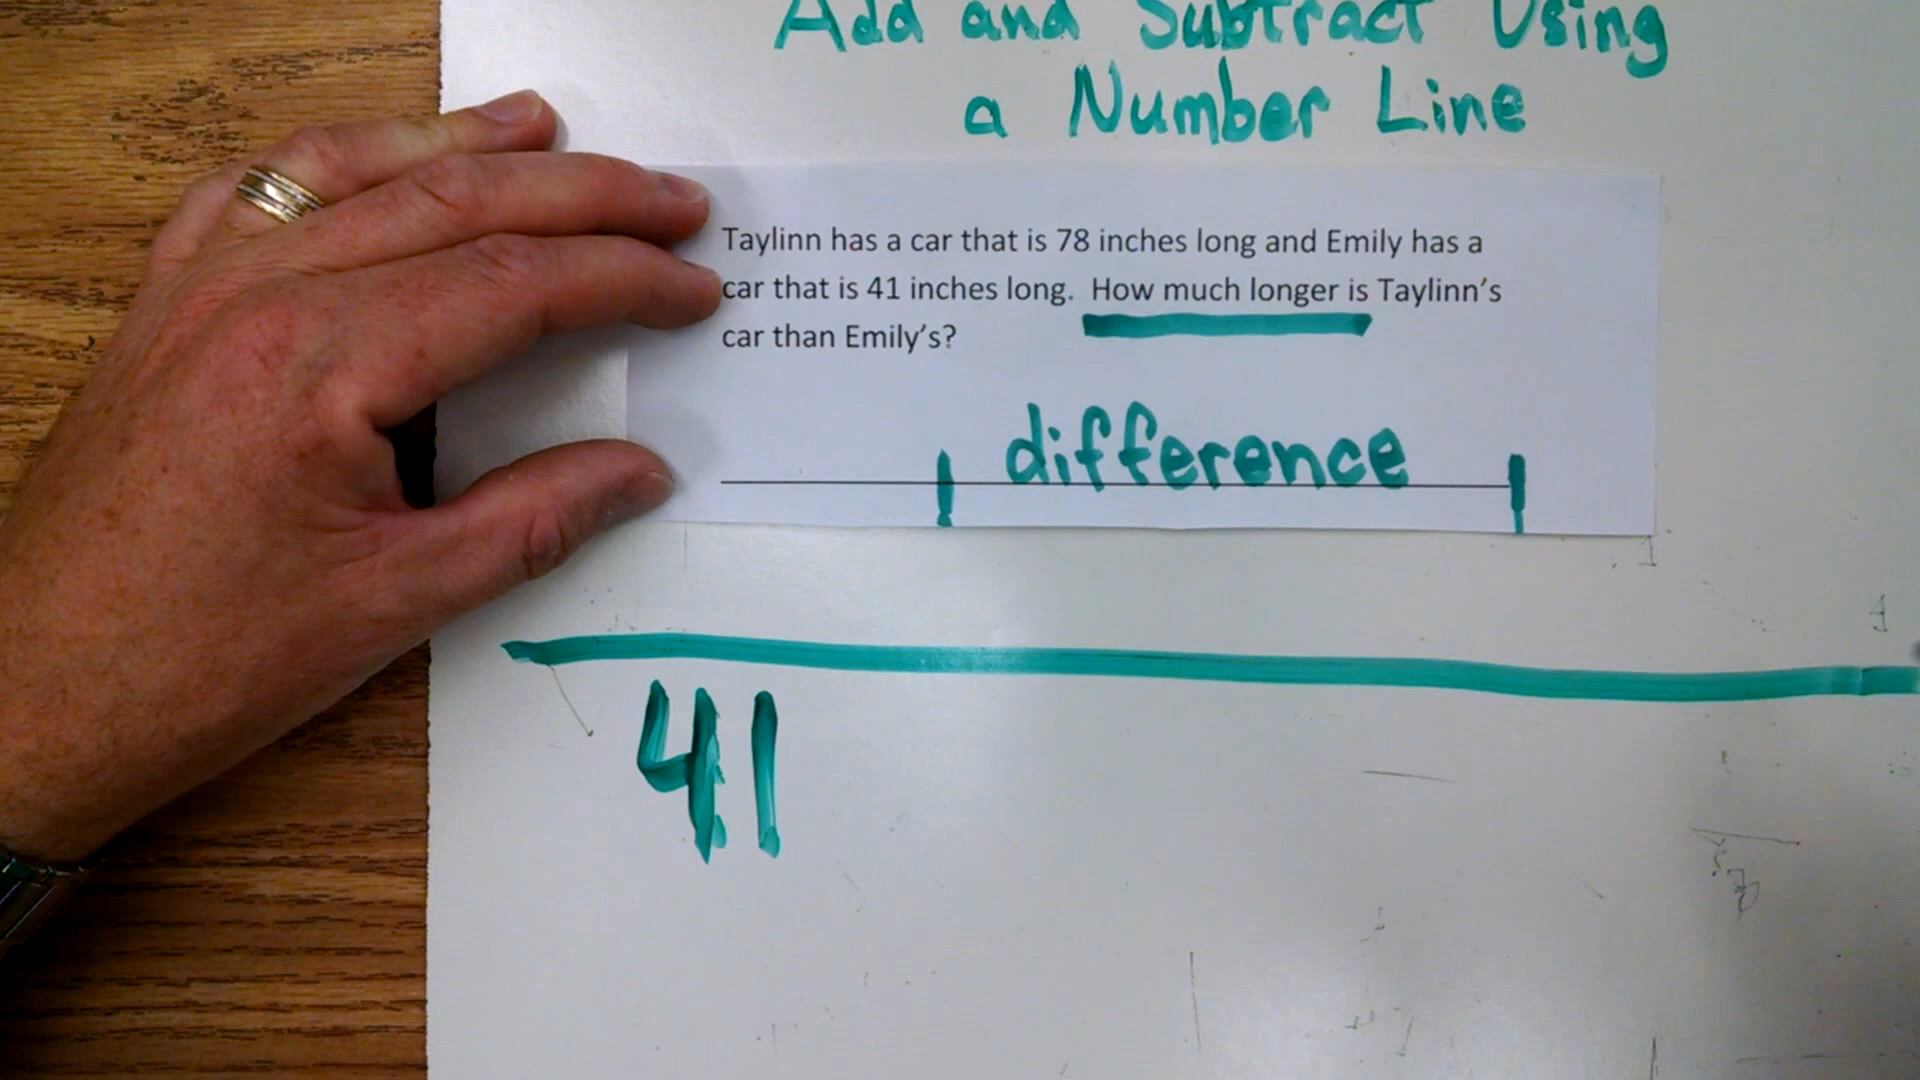 Add and Subtract Using
a Number Line
Taylinn has a car that is 78 inches long and Emily has a
car that is 41 inches long.  How much longer is Taylinn's
car than Emily's?
difference
41